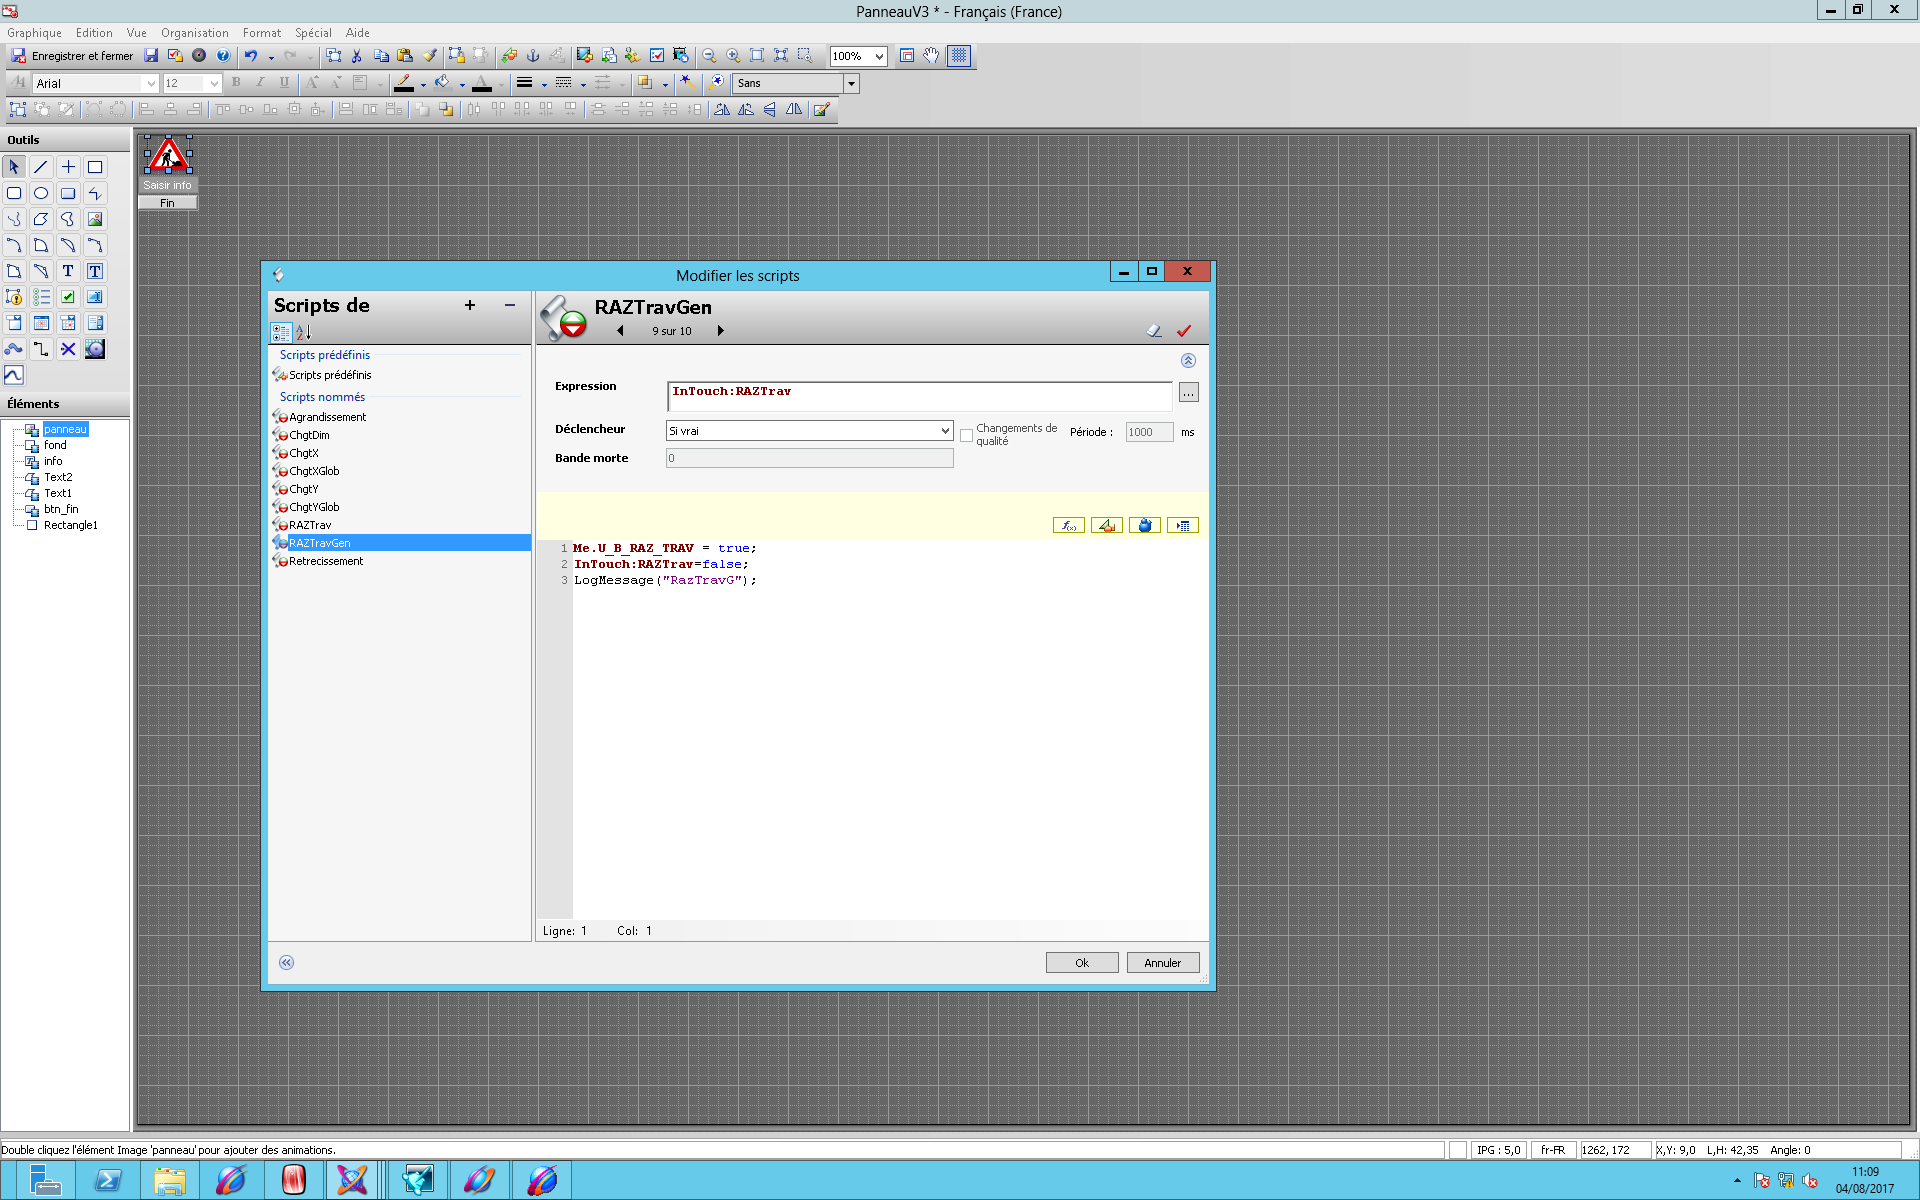 PanneauV3 * - Français (France)
Graphique Edition Vue Organisation Format Spécial Aide
Enregistrer et fermer 100%
Arial 12 B I U Sans
Outils
Saisir info
Fin
Éléments
panneau
fond
info
Text2
Text1
btn_fin
Rectangle1
Modifier les scripts
Scripts de + −
Scripts prédéfinis
Scripts prédéfinis
Scripts nommés
Agrandissement
ChgtDim
ChgtX
ChgtXGlob
ChgtY
ChgtYGlob
RAZTrav
RAZTravGen
Retrecissement
RAZTravGen
9 sur 10
Expression InTouch:RAZTrav ...
Déclencheur Si vrai Changements de qualité Période : 1000 ms
Bande morte 0
1 Me.U_B_RAZ_TRAV = true;
2 InTouch:RAZTrav=false;
3 LogMessage("RazTravG");
Ligne: 1 Col: 1
Ok Annuler
Double cliquez l'élément Image 'panneau' pour ajouter des animations. IPG : 5,0 fr-FR 1262, 172 X,Y: 9,0 L,H: 42,35 Angle: 0
11:09
04/08/2017